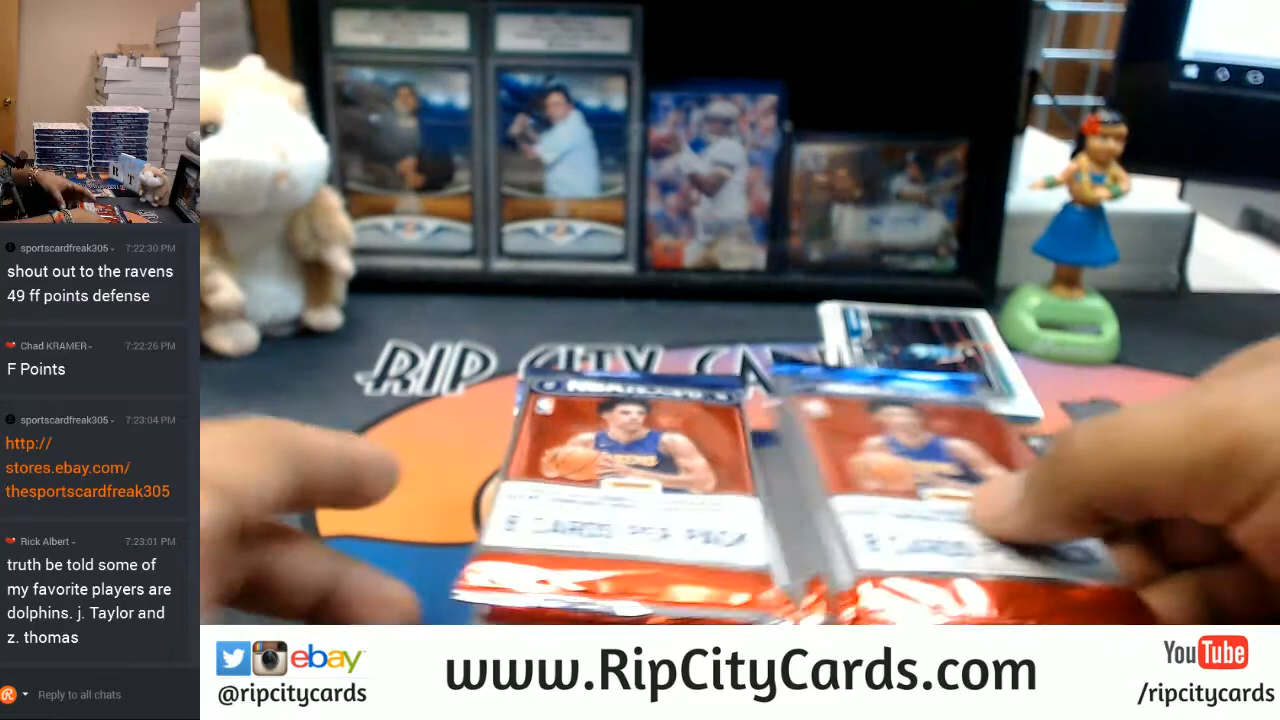 sportscardfreak305 - 7:22:30 PM
shout out to the ravens
49 ff points defense
Chad KRAMER - 7:22:26 PM
F Points
sportscardfreak305 - 7:23:04 PM
http://
stores.ebay.com/
thesportscardfreak305
Rick Albert - 7:23:01 PM
truth be told some of
my favorite players are
dolphins. j. Taylor and
z. thomas
Reply to all chats
RIP CITY CA
8 CARDS PER PACK
8 CARDS
ebay
@ripcitycards
www.RipCityCards.com
YouTube
/ripcitycards